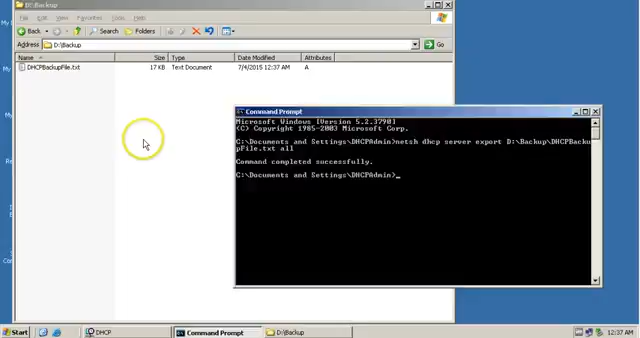 D:\Backup
File Edit View Favorites Tools Help
Back Search Folders
Address D:\Backup Go
Name Size Type Date Modified Attributes
DHCPBackupFile.txt 17 KB Text Document 7/4/2015 12:37 AM A
Command Prompt
Microsoft Windows [Version 5.2.3790]
(C) Copyright 1985-2003 Microsoft Corp.
C:\Documents and Settings\DHCPAdmin>netsh dhcp server export D:\Backup\DHCPBacku
pFile.txt all
Command completed successfully.
C:\Documents and Settings\DHCPAdmin>_
Start DHCP Command Prompt D:\Backup 12:37 AM